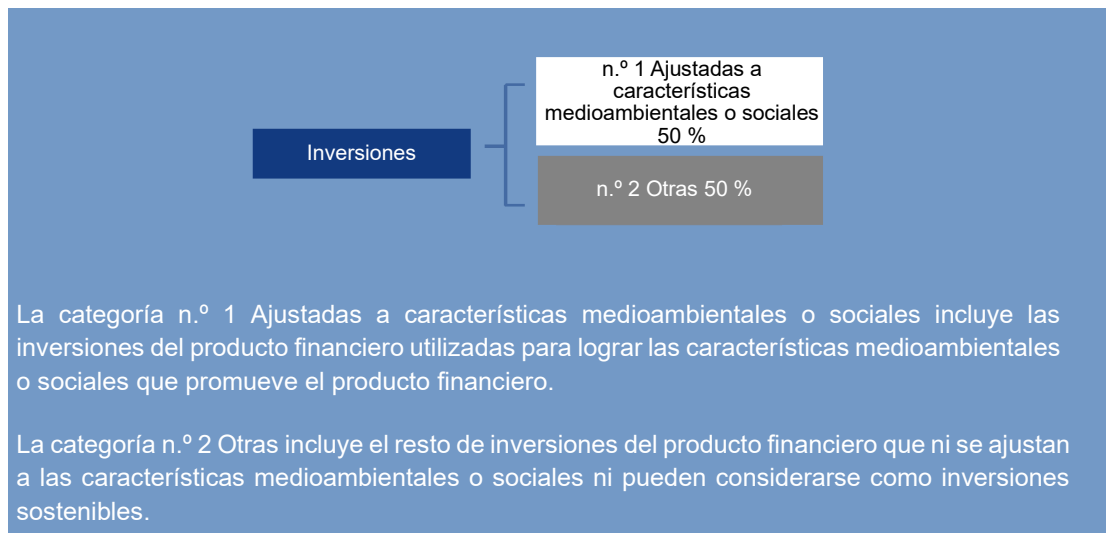 n.º 1 Ajustadas a
características
medioambientales o sociales
50 %
Inversiones
n.º 2 Otras 50 %
La categoría n.º 1 Ajustadas a características medioambientales o sociales incluye las
inversiones del producto financiero utilizadas para lograr las características medioambientales
o sociales que promueve el producto financiero.
La categoría n.º 2 Otras incluye el resto de inversiones del producto financiero que ni se ajustan
a las características medioambientales o sociales ni pueden considerarse como inversiones
sostenibles.